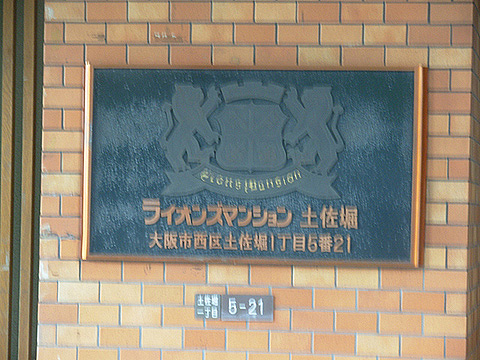 Lions Mansion
ライオンズマンション 土佐堀
大阪市西区土佐堀1丁目5番21
土佐堀
一丁目
5-21